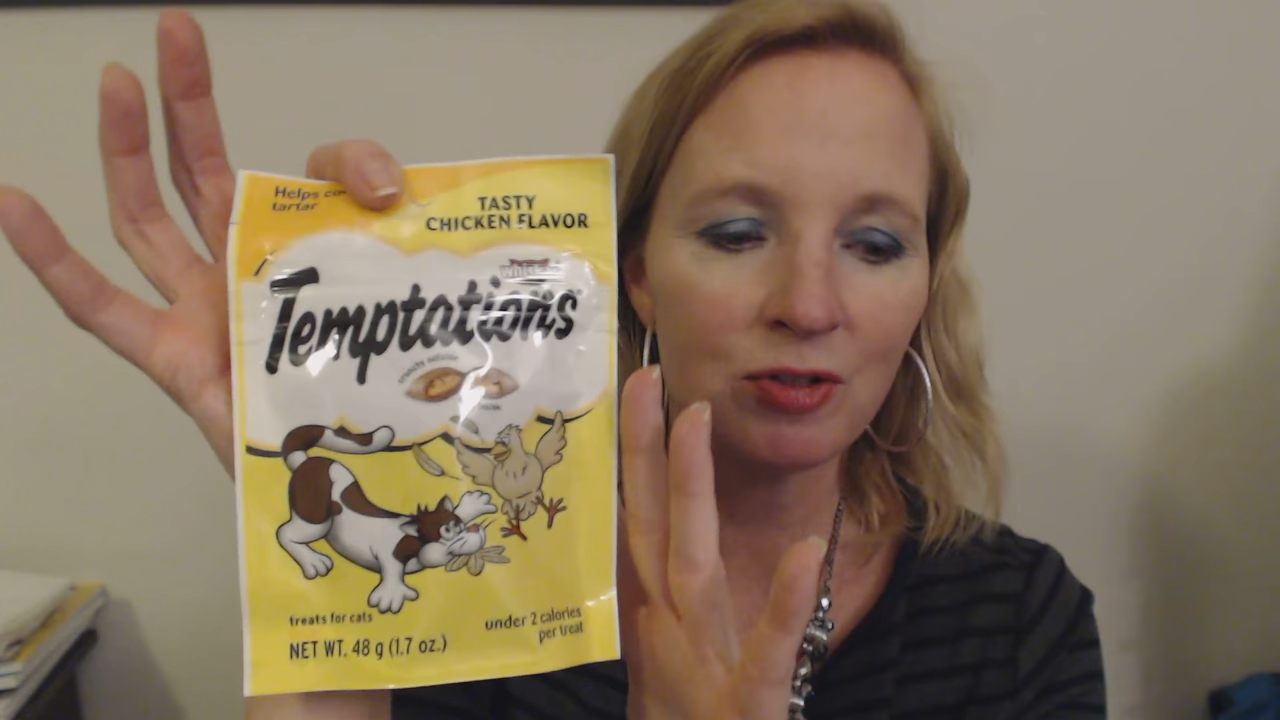 Helps co
tartar
TASTY
CHICKEN FLAVOR
Temptations
treats for cats
under 2 calories
per treat
NET WT. 48 g (1.7 oz.)